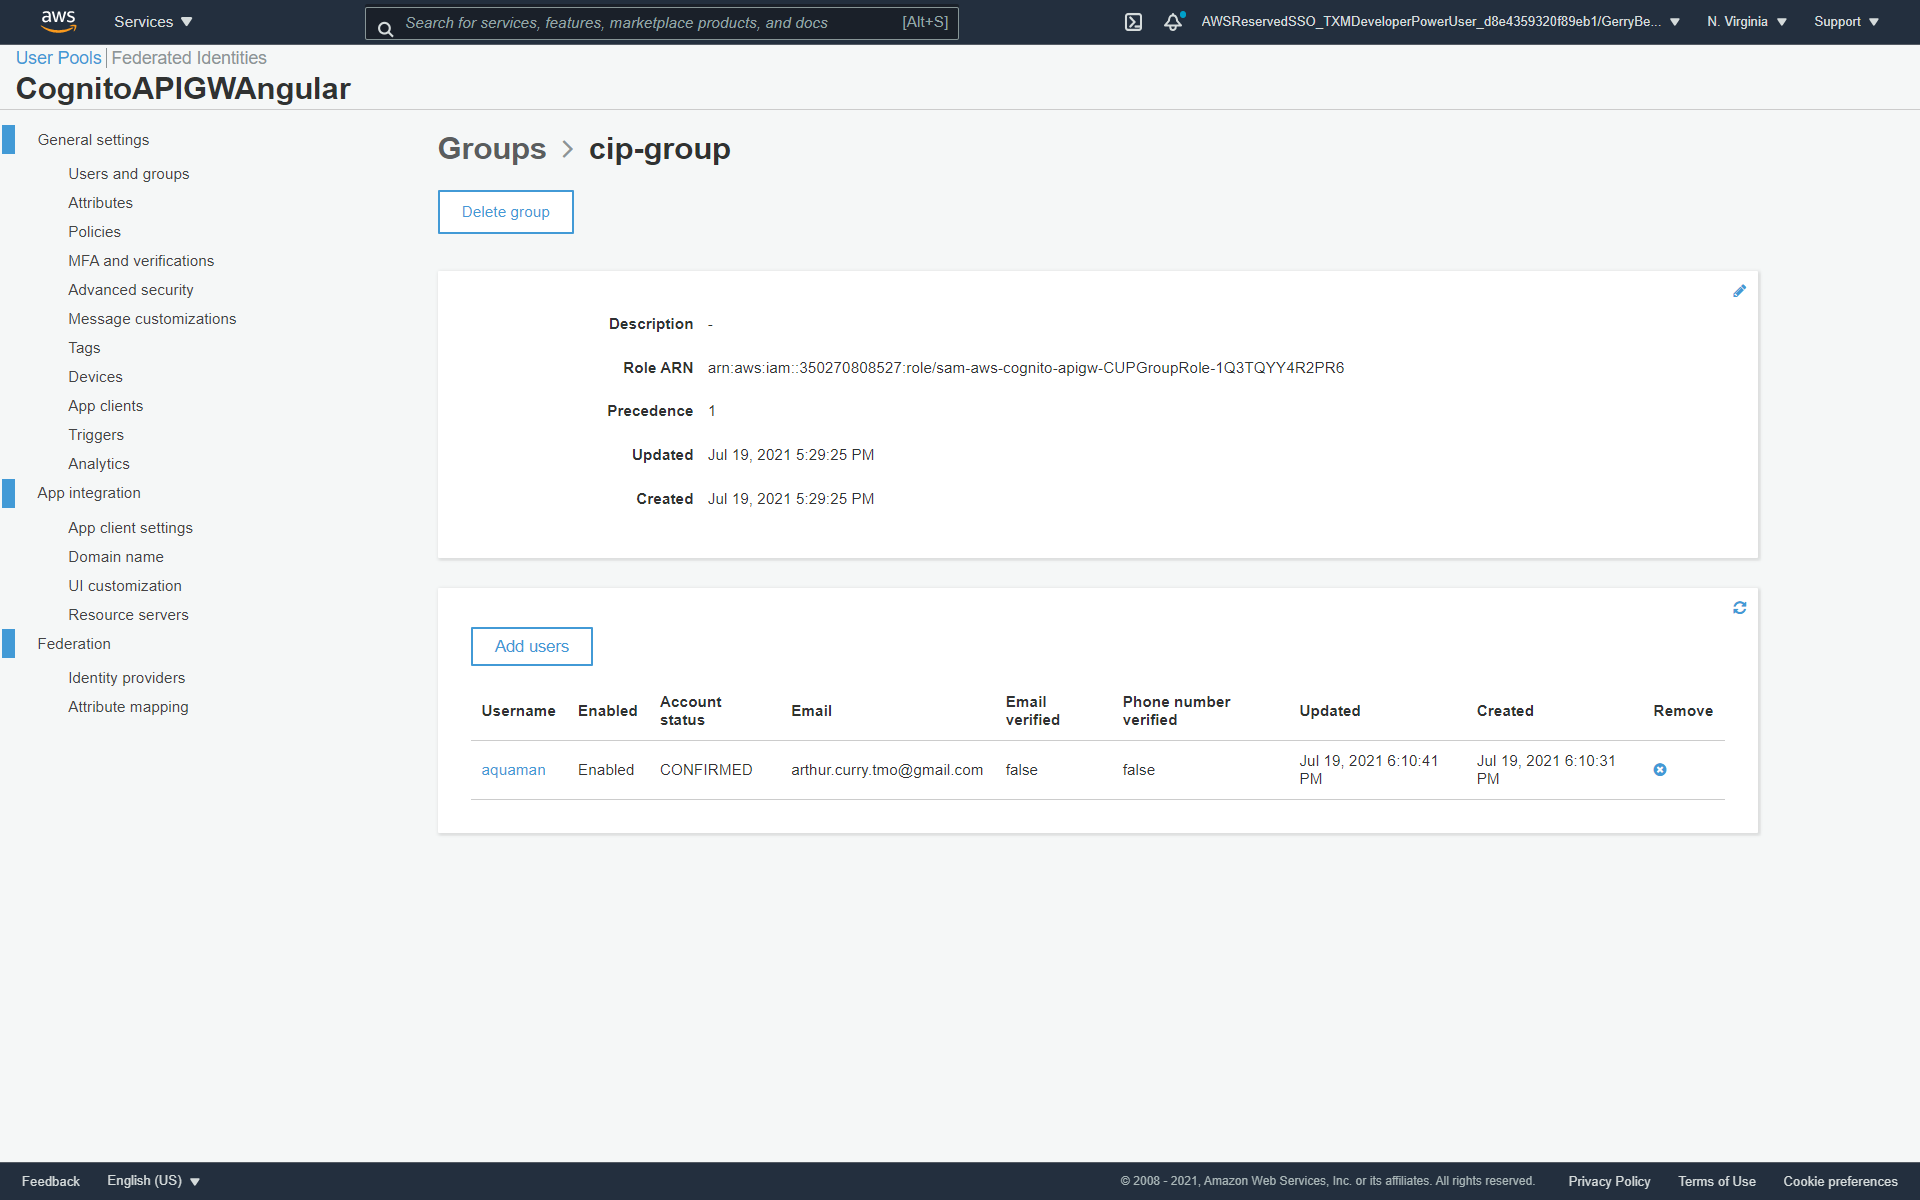 aws Services Search for services, features, marketplace products, and docs [Alt+S] AWSReservedSSO_TXMDeveloperPowerUser_d8e4359320f89eb1/GerryBe... N. Virginia Support
User Pools Federated Identities
CognitoAPIGWAngular
General settings
Users and groups
Attributes
Policies
MFA and verifications
Advanced security
Message customizations
Tags
Devices
App clients
Triggers
Analytics
App integration
App client settings
Domain name
UI customization
Resource servers
Federation
Identity providers
Attribute mapping
Groups > cip-group
Delete group
Description -
Role ARN arn:aws:iam::350270808527:role/sam-aws-cognito-apigw-CUPGroupRole-1Q3TQYY4R2PR6
Precedence 1
Updated Jul 19, 2021 5:29:25 PM
Created Jul 19, 2021 5:29:25 PM
Add users
Username Enabled Account status Email Email verified Phone number verified Updated Created Remove
aquaman Enabled CONFIRMED arthur.curry.tmo@gmail.com false false Jul 19, 2021 6:10:41 PM Jul 19, 2021 6:10:31 PM
Feedback English (US) © 2008 - 2021, Amazon Web Services, Inc. or its affiliates. All rights reserved. Privacy Policy Terms of Use Cookie preferences